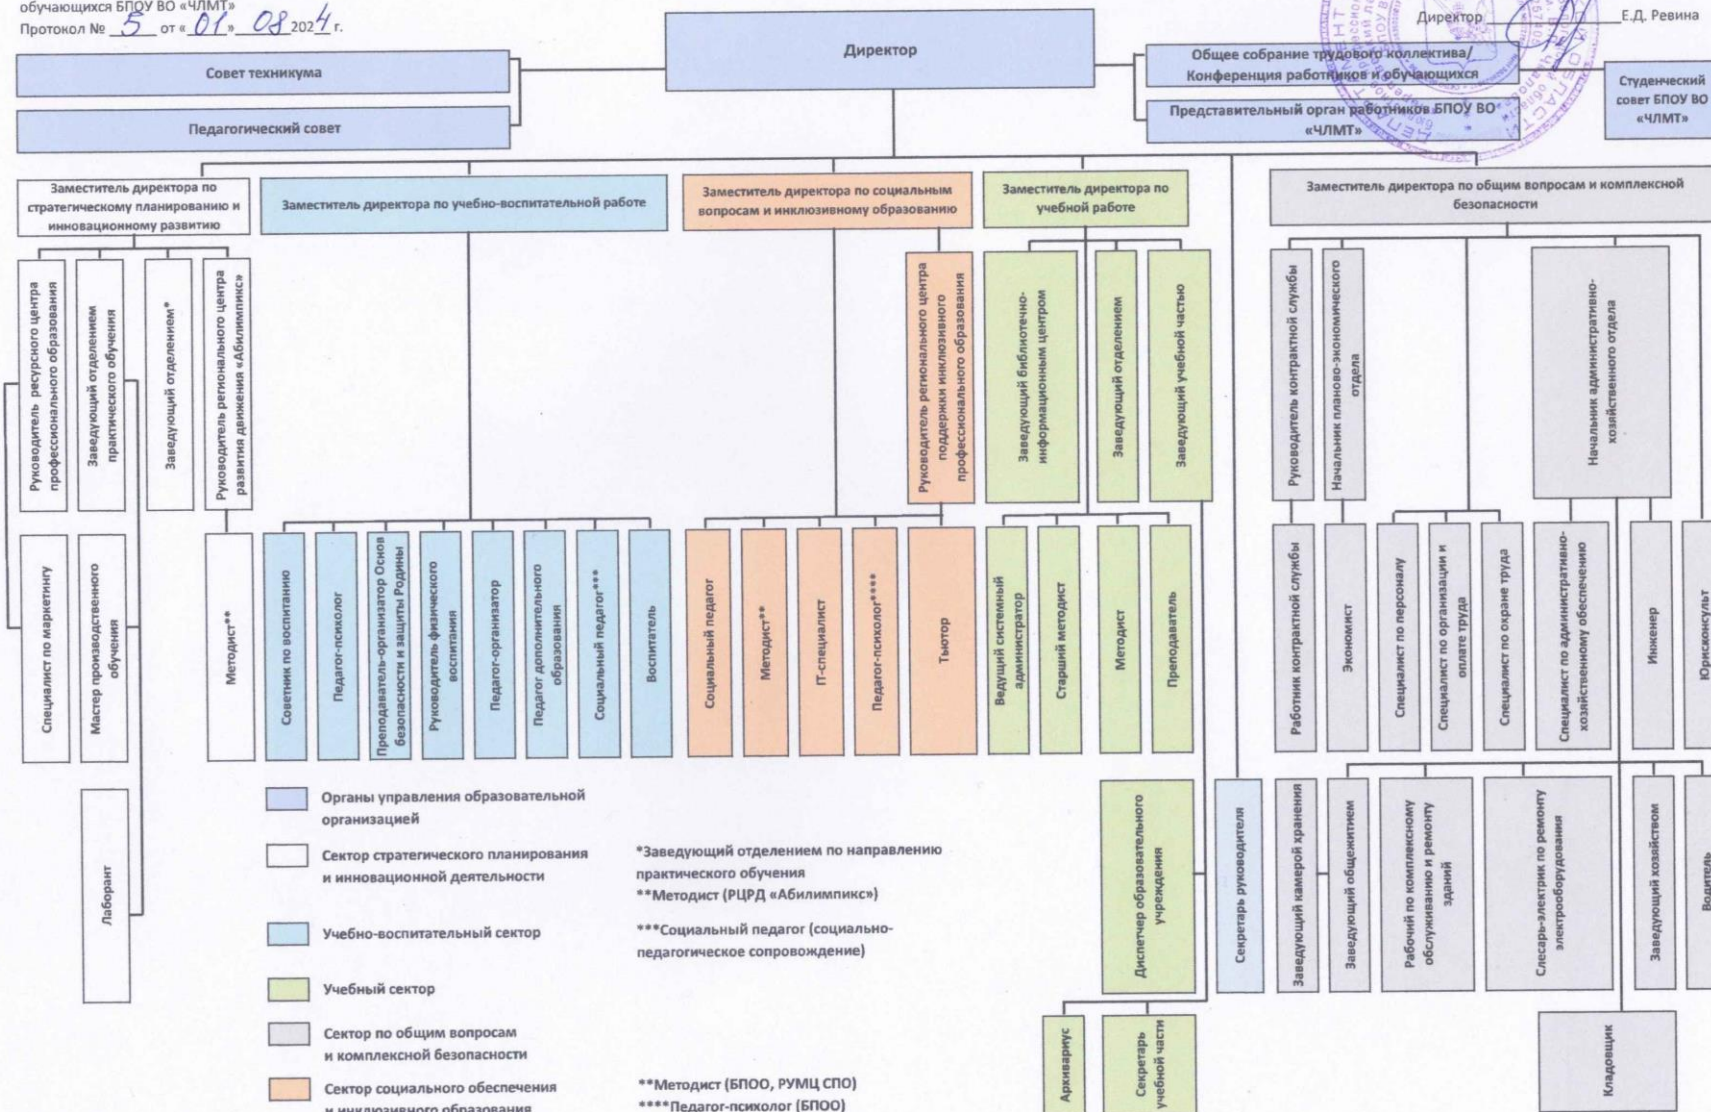 обучающихся БПОУ ВО «ЧЛМТ»
Протокол № 5 от « 01 » 08 2024 г.
Директор Е.Д. Ревина
Директор
Совет техникума
Педагогический совет
Общее собрание трудового коллектива/
Конференция работников и обучающихся
Представительный орган работников БПОУ ВО
«ЧЛМТ»
Студенческий
совет БПОУ ВО
«ЧЛМТ»
Заместитель директора по
стратегическому планированию и
инновационному развитию
Заместитель директора по учебно-воспитательной работе
Заместитель директора по социальным
вопросам и инклюзивному образованию
Заместитель директора по
учебной работе
Заместитель директора по общим вопросам и комплексной
безопасности
Руководитель ресурсного центра
профессионального образования
Заведующий отделением
практического обучения
Заведующий отделением*
Руководитель регионального центра
развития движения «Абилимпикс»
Руководитель регионального центра
поддержки инклюзивного
профессионального образования
Заведующий библиотечно-
информационным центром
Заведующий отделением
Заведующий учебной частью
Руководитель контрактной службы
Начальник планово-экономического
отдела
Начальник административно-
хозяйственного отдела
Специалист по маркетингу
Мастер производственного
обучения
Методист**
Советник по воспитанию
Педагог-психолог
Преподаватель-организатор Основ
безопасности и защиты Родины
Руководитель физического
воспитания
Педагог-организатор
Педагог дополнительного
образования
Социальный педагог***
Воспитатель
Социальный педагог
Методист**
IT-специалист
Педагог-психолог****
Тьютор
Ведущий системный
администратор
Старший методист
Методист
Преподаватель
Работник контрактной службы
Экономист
Специалист по персоналу
Специалист по организации и
оплате труда
Специалист по охране труда
Специалист по административно-
хозяйственному обеспечению
Инженер
Юрисконсульт
Лаборант
Диспетчер образовательного
учреждения
Секретарь руководителя
Заведующий камерой хранения
Заведующий общежитием
Рабочий по комплексному
обслуживанию и ремонту
зданий
Слесарь-электрик по ремонту
электрооборудования
Заведующий хозяйством
Водитель
Архивариус
Секретарь
учебной части
Кладовщик
Органы управления образовательной
организацией
Сектор стратегического планирования
и инновационной деятельности
Учебно-воспитательный сектор
Учебный сектор
Сектор по общим вопросам
и комплексной безопасности
Сектор социального обеспечения
и инклюзивного образования
*Заведующий отделением по направлению
практического обучения
**Методист (РЦРД «Абилимпикс»)
***Социальный педагог (социально-
педагогическое сопровождение)
**Методист (БПОО, РУМЦ СПО)
****Педагог-психолог (БПОО)